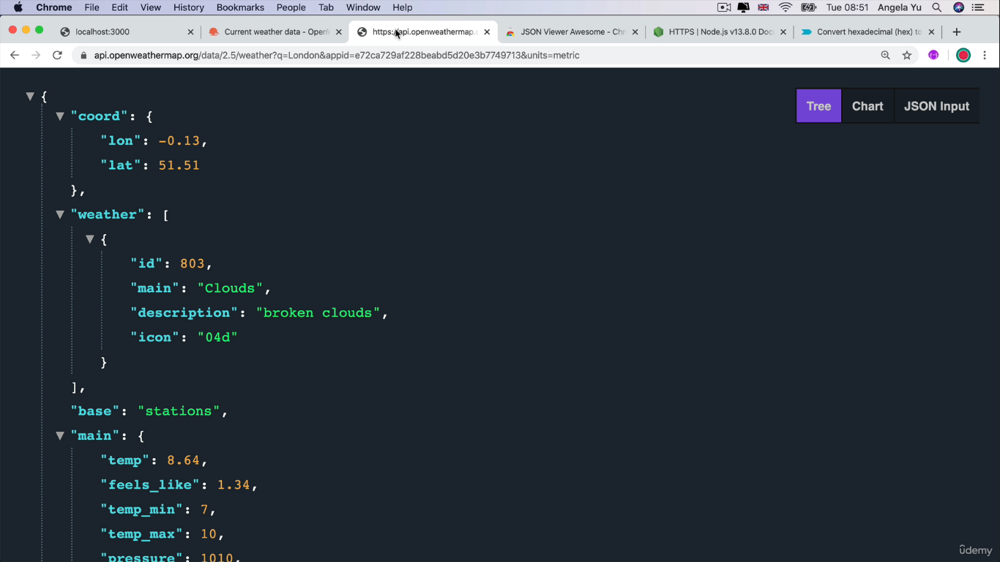 Chrome File Edit View History Bookmarks People Tab Window Help Tue 08:51 Angela Yu
localhost:3000 Current weather data - OpenW https://api.openweathermap. JSON Viewer Awesome - Chr HTTPS | Node.js v13.8.0 Doc Convert hexadecimal (hex) to
api.openweathermap.org/data/2.5/weather?q=London&appid=e72ca729af228beabd5d20e3b7749713&units=metric
{
Tree Chart JSON Input
"coord": {
"lon": -0.13,
"lat": 51.51
},
"weather": [
{
"id": 803,
"main": "Clouds",
"description": "broken clouds",
"icon": "04d"
}
],
"base": "stations",
"main": {
"temp": 8.64,
"feels_like": 1.34,
"temp_min": 7,
"temp_max": 10,
"pressure": 1010,
ûdemy